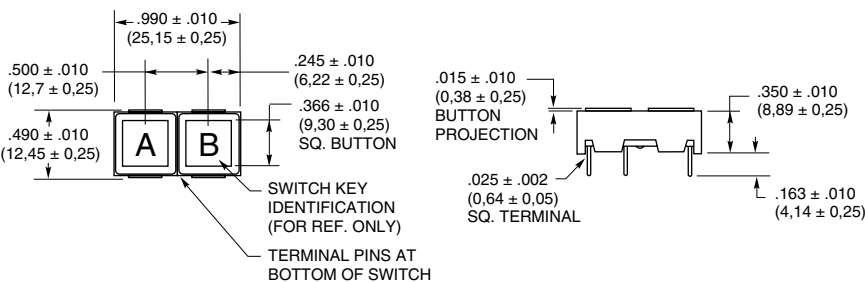 .990 ± .010
(25,15 ± 0,25)
.500 ± .010
(12,7 ± 0,25)
.245 ± .010
(6,22 ± 0,25)
.490 ± .010
(12,45 ± 0,25)
A
B
.366 ± .010
(9,30 ± 0,25)
SQ. BUTTON
SWITCH KEY
IDENTIFICATION
(FOR REF. ONLY)
TERMINAL PINS AT
BOTTOM OF SWITCH
.015 ± .010
(0,38 ± 0,25)
BUTTON
PROJECTION
.350 ± .010
(8,89 ± 0,25)
.025 ± .002
(0,64 ± 0,05)
SQ. TERMINAL
.163 ± .010
(4,14 ± 0,25)